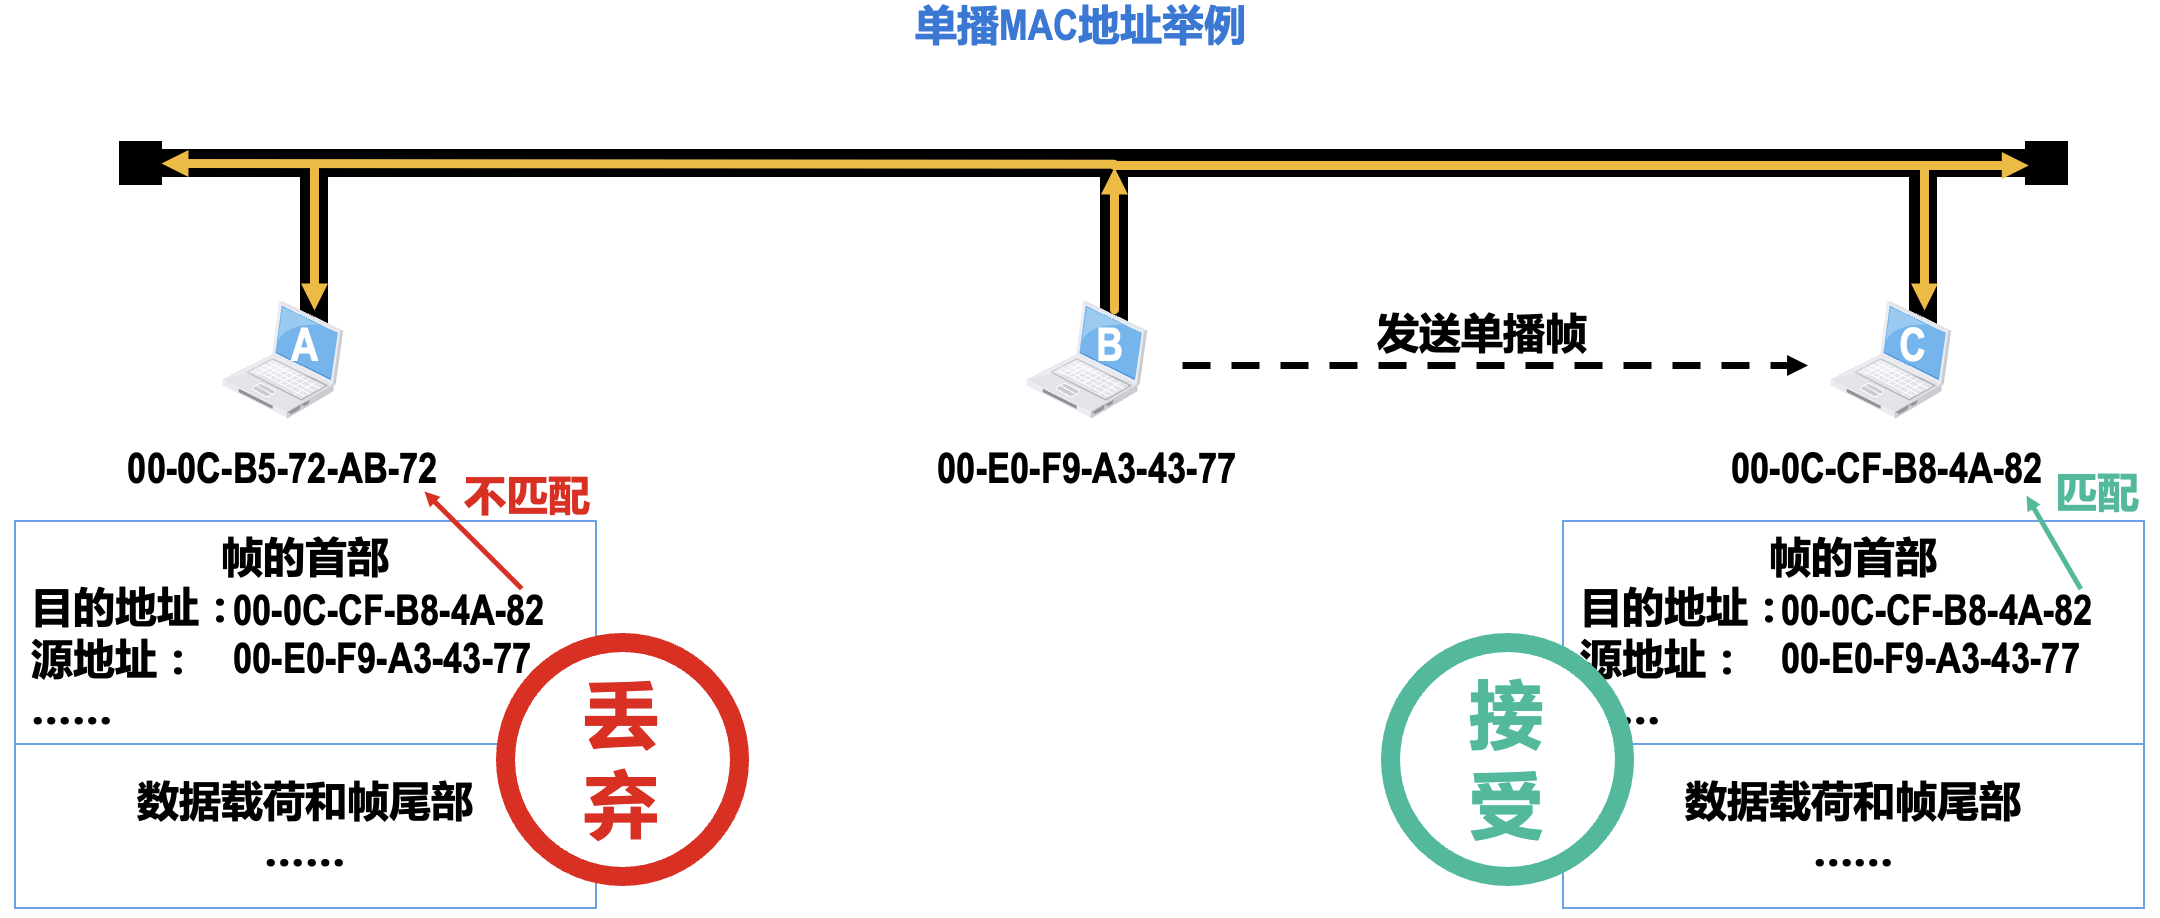 单播MAC地址举例
A
B
C
发送单播帧
00-0C-B5-72-AB-72
00-E0-F9-A3-43-77
00-0C-CF-B8-4A-82
不匹配
匹配
帧的首部
目的地址：00-0C-CF-B8-4A-82
源地址： 00-E0-F9-A3-43-77
……
数据载荷和帧尾部
……
丢
弃
帧的首部
目的地址：00-0C-CF-B8-4A-82
源地址： 00-E0-F9-A3-43-77
……
数据载荷和帧尾部
……
接
受